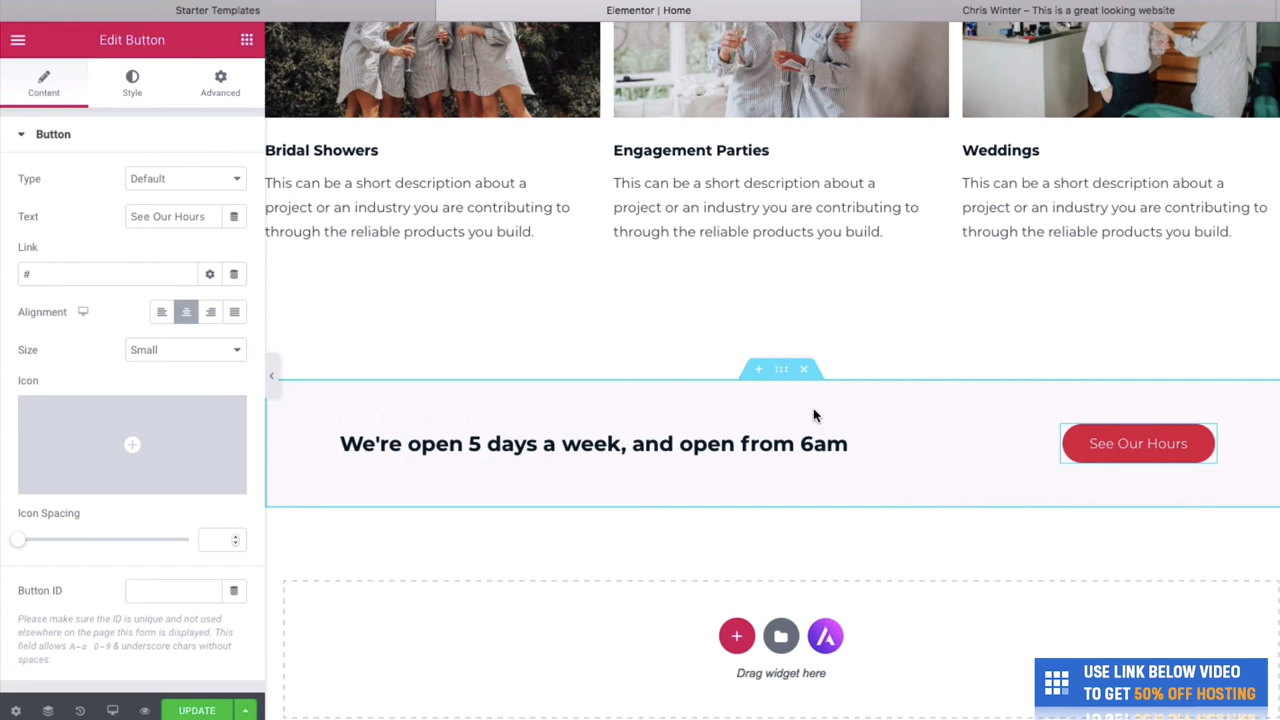 Starter Templates
Elementor | Home
Chris Winter – This is a great looking website
Edit Button
Content
Style
Advanced
Button
Type
Default
Text
See Our Hours
Link
#
Alignment
Size
Small
Icon
Icon Spacing
Button ID
Please make sure the ID is unique and not used
elsewhere on the page this form is displayed. This
field allows A-z 0-9 & underscore chars without
spaces.
UPDATE
Bridal Showers
This can be a short description about a
project or an industry you are contributing to
through the reliable products you build.
Engagement Parties
This can be a short description about a
project or an industry you are contributing to
through the reliable products you build.
Weddings
This can be a short description about a
project or an industry you are contributing to
through the reliable products you build.
We're open 5 days a week, and open from 6am
See Our Hours
Drag widget here
USE LINK BELOW VIDEO
TO GET 50% OFF HOSTING